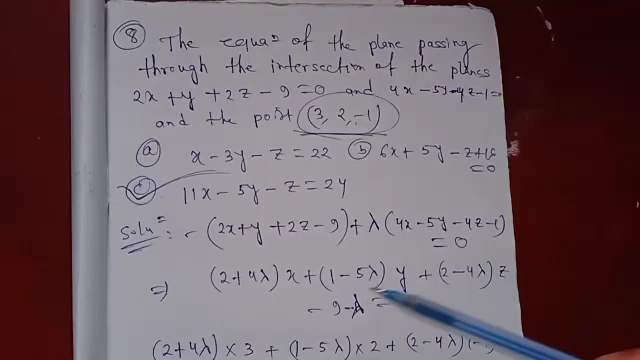 ⑧ The equaⁿ of the plane passing
through the intersection of the planes
2x + y + 2z - 9 = 0 and 4x - 5y - 4z - 1 = 0
and the point (3, 2, -1)
ⓐ x - 3y - z = 22 ⓑ 6x + 5y - z + 16 = 0
ⓒ 11x - 5y - z = 24
Soluⁿ :- (2x + y + 2z - 9) + λ(4x - 5y - 4z - 1) = 0
⇒ (2+4λ)x + (1-5λ)y + (2-4λ)z
- 9 - λ =
(2+4λ) × 3 + (1-5λ) × 2 + (2-4λ)(-